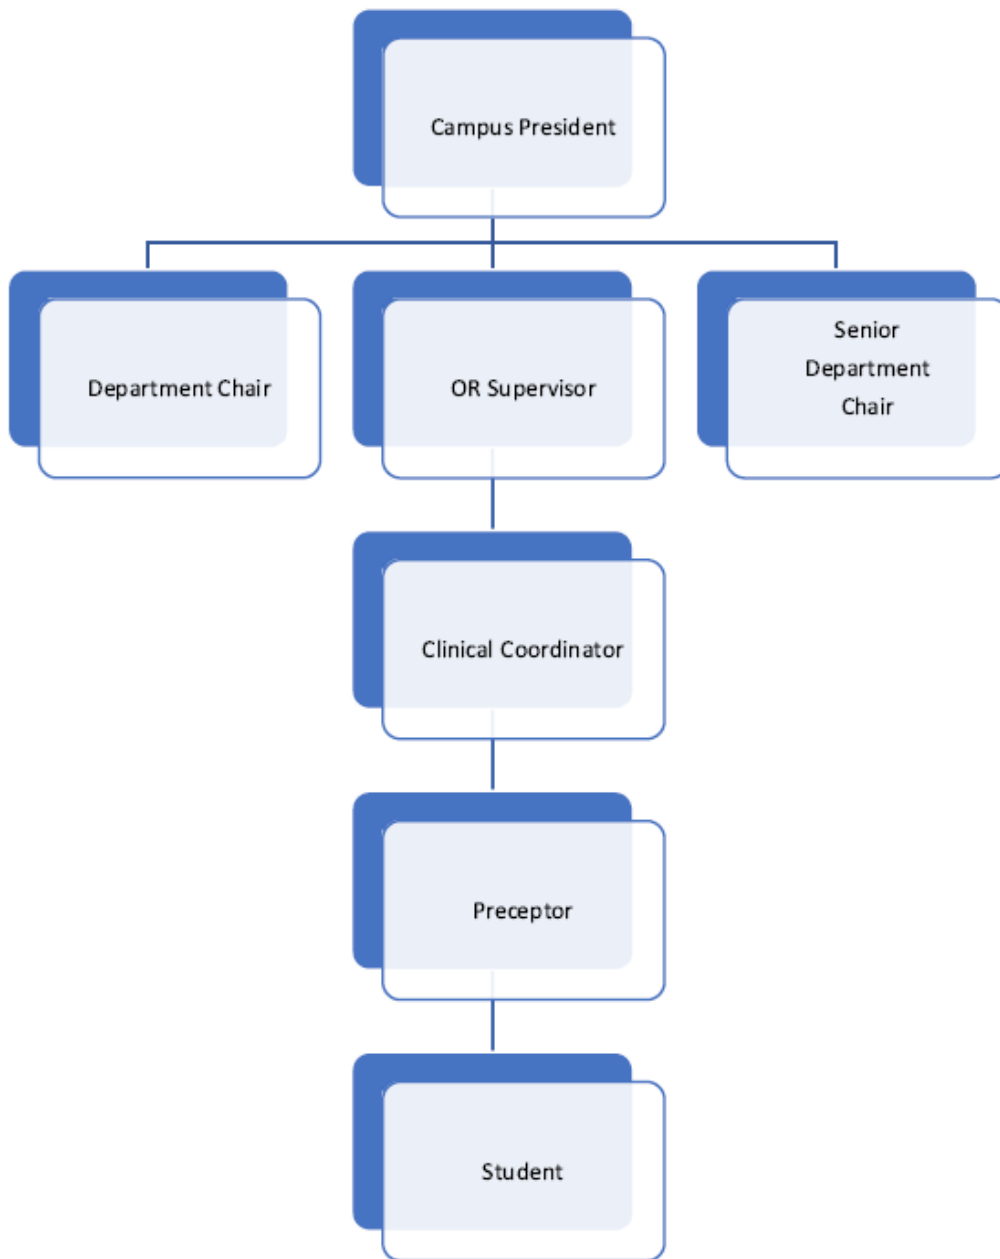 Campus President
Department Chair
OR Supervisor
Senior
Department
Chair
Clinical Coordinator
Preceptor
Student